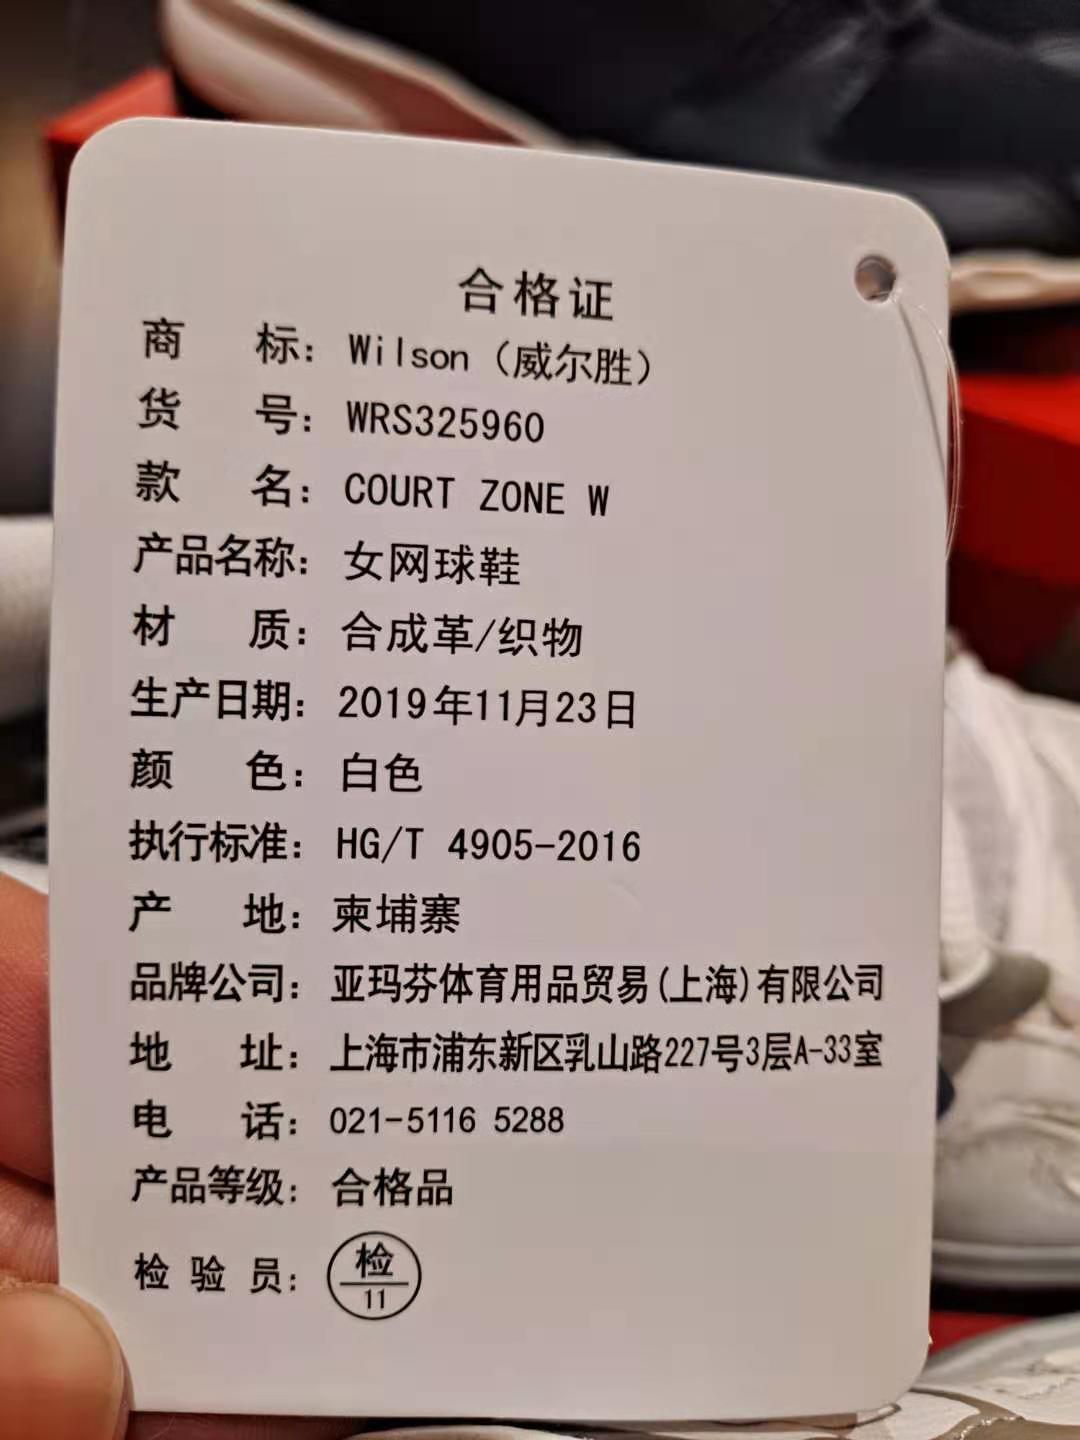 合格证
商标：Wilson（威尔胜）
货号：WRS325960
款名：COURT ZONE W
产品名称：女网球鞋
材质：合成革/织物
生产日期：2019年11月23日
颜色：白色
执行标准：HG/T 4905-2016
产地：柬埔寨
品牌公司：亚玛芬体育用品贸易(上海)有限公司
地址：上海市浦东新区乳山路227号3层A-33室
电话：021-5116 5288
产品等级：合格品
检验员：检
11